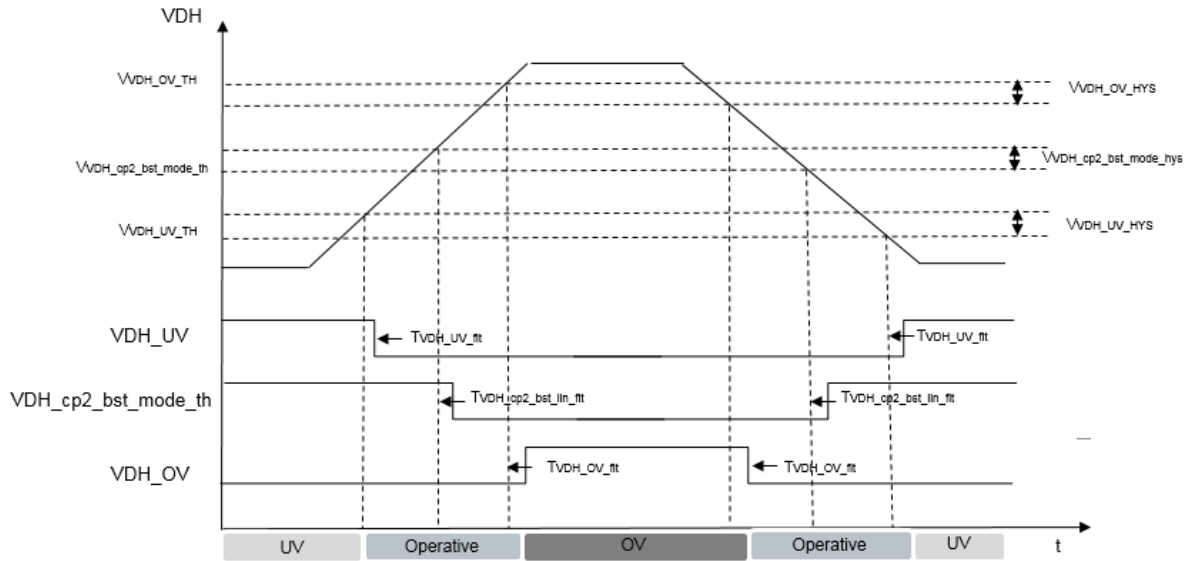 VDH
VVDH_OV_TH
VVDH_OV_HYS
VVDH_cp2_bst_mode_hys
VVDH_cp2_bst_mode_th
VVDH_UV_TH
VVDH_UV_HYS
VDH_UV
TVDH_UV_flt
TVDH_UV_flt
VDH_cp2_bst_mode_th
TVDH_cp2_bst_lin_flt
TVDH_cp2_bst_lin_flt
VDH_OV
TVDH_OV_flt
TVDH_OV_flt
UV
Operative
OV
Operative
UV
t